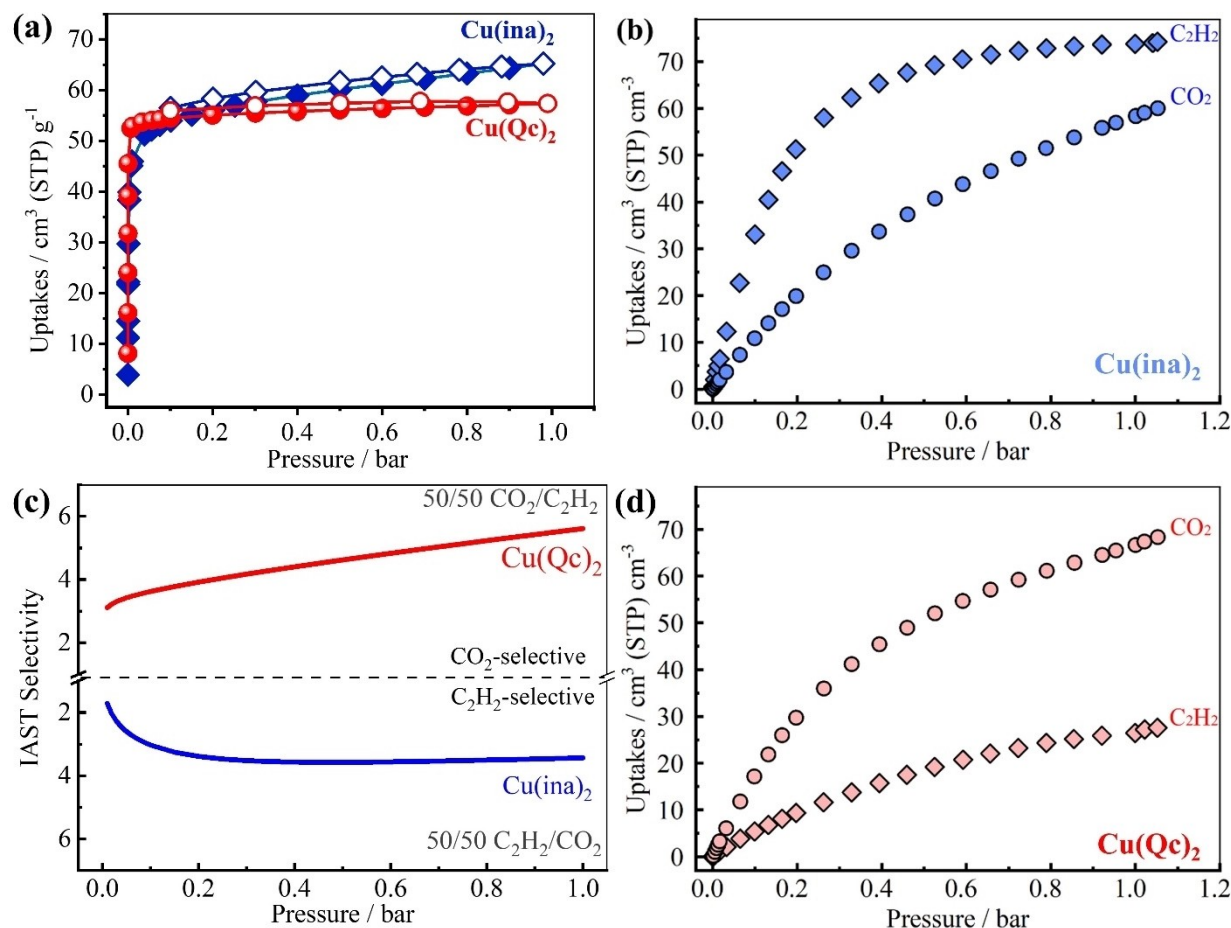 (a)
Cu(ina)₂
Cu(Qc)₂
Uptakes / cm³ (STP) g⁻¹
70
60
50
40
30
20
10
0
0.0 0.2 0.4 0.6 0.8 1.0
Pressure / bar
(b)
C₂H₂
CO₂
Cu(ina)₂
Uptakes / cm³ (STP) cm⁻³
70
60
50
40
30
20
10
0
0.0 0.2 0.4 0.6 0.8 1.0 1.2
Pressure / bar
(c)
50/50 CO₂/C₂H₂
Cu(Qc)₂
CO₂-selective
C₂H₂-selective
Cu(ina)₂
50/50 C₂H₂/CO₂
IAST Selectivity
6
4
2
2
4
6
0.0 0.2 0.4 0.6 0.8 1.0
Pressure / bar
(d)
CO₂
C₂H₂
Cu(Qc)₂
Uptakes / cm³ (STP) cm⁻³
70
60
50
40
30
20
10
0
0.0 0.2 0.4 0.6 0.8 1.0 1.2
Pressure / bar